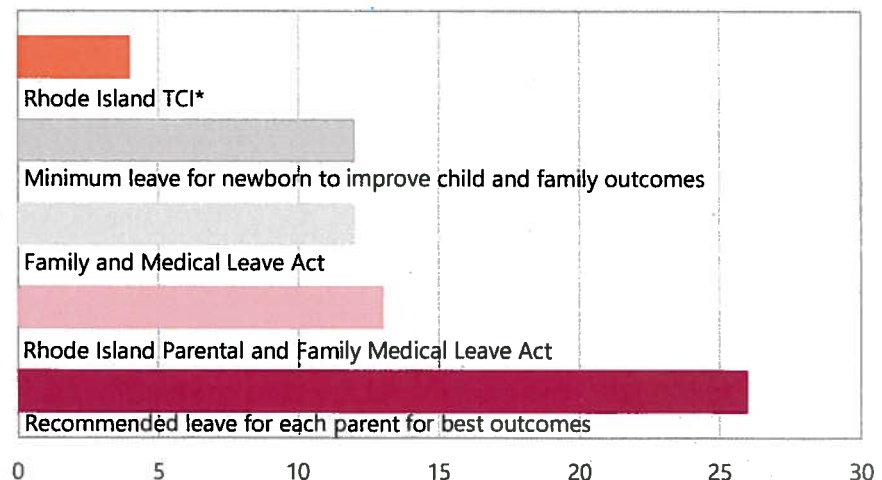 Rhode Island TCI*
Minimum leave for newborn to improve child and family outcomes
Family and Medical Leave Act
Rhode Island Parental and Family Medical Leave Act
Recommended leave for each parent for best outcomes
0 5 10 15 20 25 30